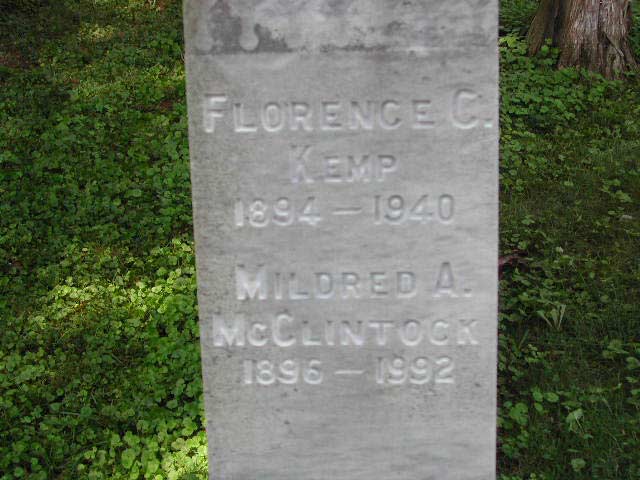 Florence C.
Kemp
1894 — 1940
Mildred A.
McClintock
1896 — 1992